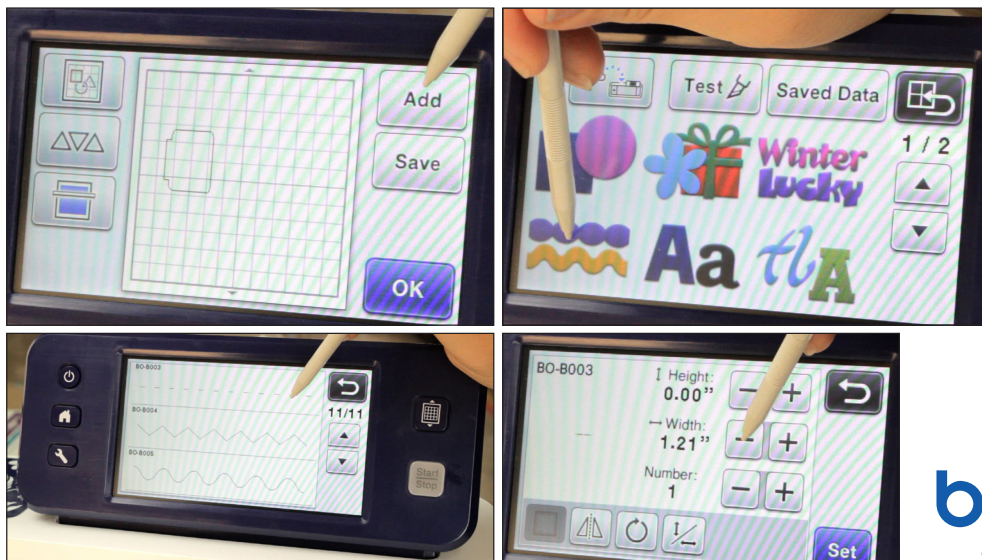 Add
Save
OK
Test
Saved Data
1 / 2
Winter
Lucky
Aa
tlA
BO-B003
11/11
BO-B004
BO-B005
Start
Stop
BO-B003
Height:
0.00"
Width:
1.21"
Number:
1
Set
b